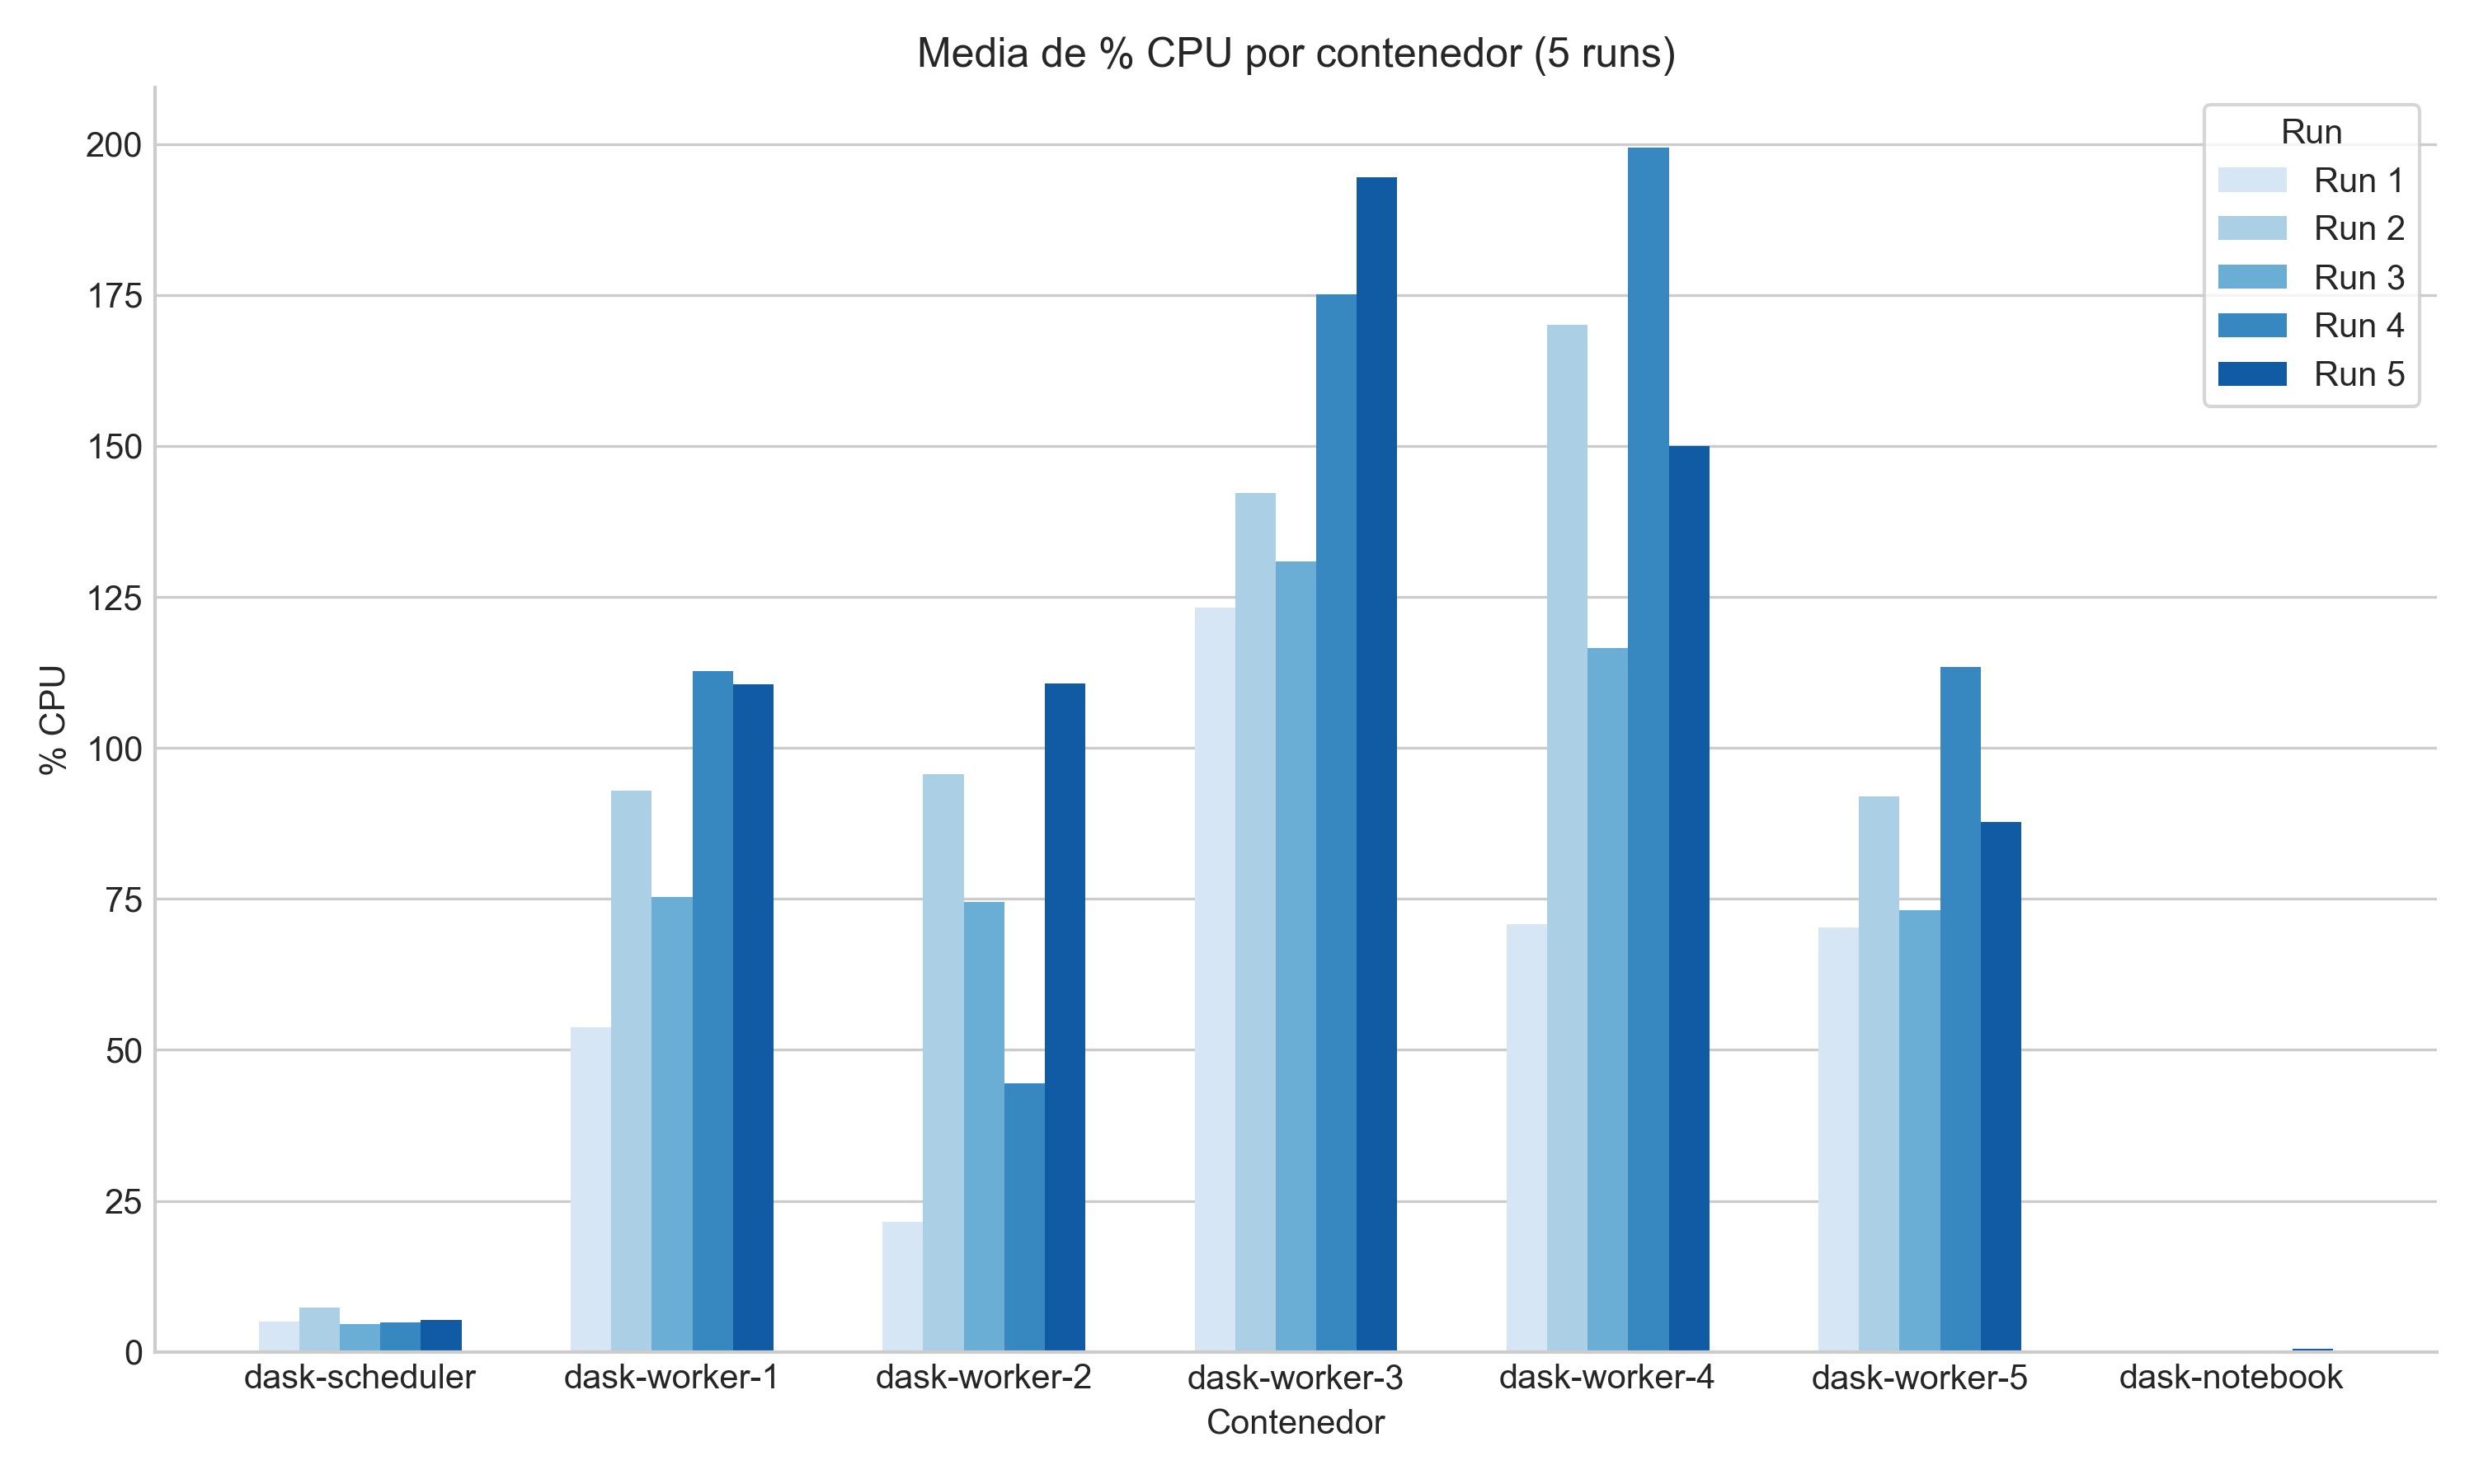 Media de % CPU por contenedor (5 runs)
Run
Run 1
Run 2
Run 3
Run 4
Run 5
% CPU
200
175
150
125
100
75
50
25
0
dask-scheduler
dask-worker-1
dask-worker-2
dask-worker-3
dask-worker-4
dask-worker-5
dask-notebook
Contenedor